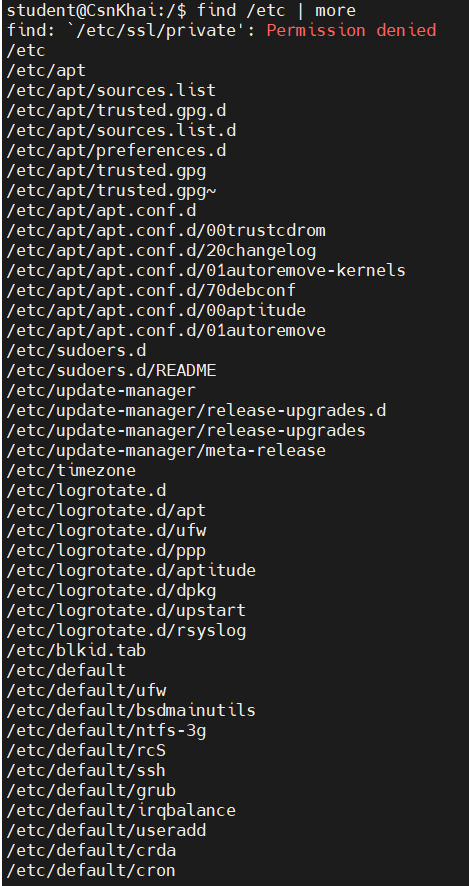 student@CsnKhai:/$ find /etc | more
find: `/etc/ssl/private': Permission denied
/etc
/etc/apt
/etc/apt/sources.list
/etc/apt/trusted.gpg.d
/etc/apt/sources.list.d
/etc/apt/preferences.d
/etc/apt/trusted.gpg
/etc/apt/trusted.gpg~
/etc/apt/apt.conf.d
/etc/apt/apt.conf.d/00trustcdrom
/etc/apt/apt.conf.d/20changelog
/etc/apt/apt.conf.d/01autoremove-kernels
/etc/apt/apt.conf.d/70debconf
/etc/apt/apt.conf.d/00aptitude
/etc/apt/apt.conf.d/01autoremove
/etc/sudoers.d
/etc/sudoers.d/README
/etc/update-manager
/etc/update-manager/release-upgrades.d
/etc/update-manager/release-upgrades
/etc/update-manager/meta-release
/etc/timezone
/etc/logrotate.d
/etc/logrotate.d/apt
/etc/logrotate.d/ufw
/etc/logrotate.d/ppp
/etc/logrotate.d/aptitude
/etc/logrotate.d/dpkg
/etc/logrotate.d/upstart
/etc/logrotate.d/rsyslog
/etc/blkid.tab
/etc/default
/etc/default/ufw
/etc/default/bsdmainutils
/etc/default/ntfs-3g
/etc/default/rcS
/etc/default/ssh
/etc/default/grub
/etc/default/irqbalance
/etc/default/useradd
/etc/default/crda
/etc/default/cron